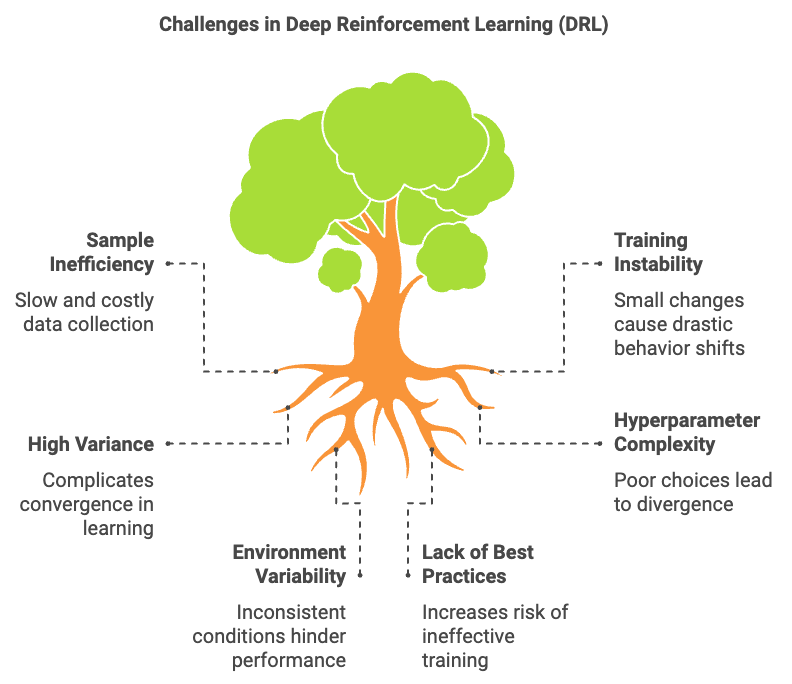 Challenges in Deep Reinforcement Learning (DRL)
Sample
Inefficiency
Slow and costly
data collection
High Variance
Complicates
convergence in
learning
Environment
Variability
Inconsistent
conditions hinder
performance
Lack of Best
Practices
Increases risk of
ineffective
training
Training
Instability
Small changes
cause drastic
behavior shifts
Hyperparameter
Complexity
Poor choices lead
to divergence